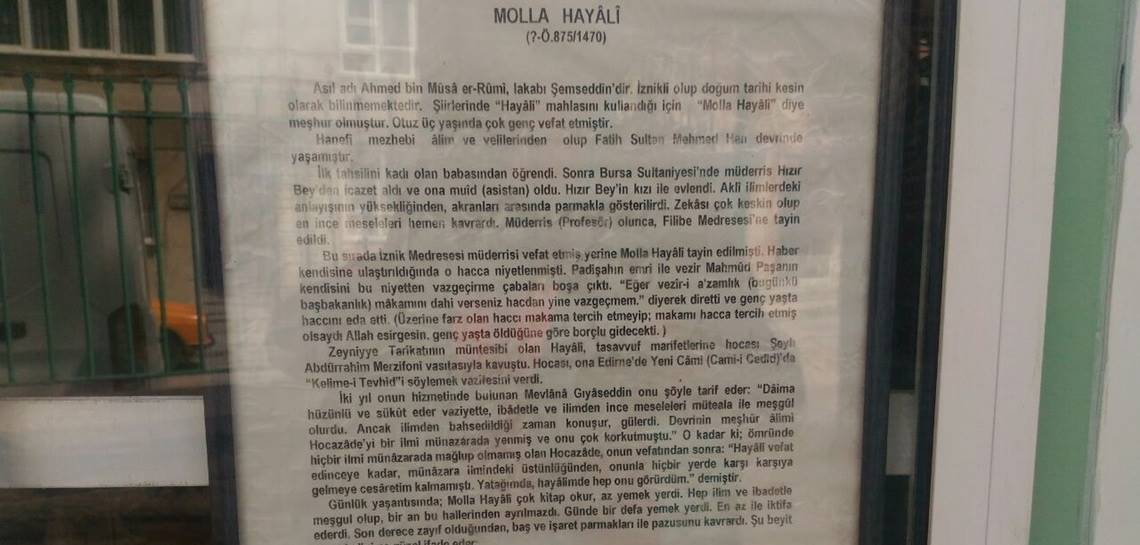 MOLLA HAYÂLÎ
(?-Ö.875/1470)
Asıl adı Ahmed bin Mûsâ er-Rûmî, lakabı Şemseddin'dir. İznikli olup doğum tarihi kesin
olarak bilinmemektedir. Şiirlerinde "Hayâlî" mahlasını kullandığı için "Molla Hayâlî" diye
meşhur olmuştur. Otuz üç yaşında çok genç vefat etmiştir.
Hanefî mezhebi âlim ve velilerinden olup Fatih Sultan Mehmed Han devrinde
yaşamıştır.
İlk tahsilini kadı olan babasından öğrendi. Sonra Bursa Sultaniyesi'nde müderris Hızır
Bey'den icazet aldı ve ona muid (asistan) oldu. Hızır Bey'in kızı ile evlendi. Aklî ilimlerdeki
anlayışının yüksekliğinden, akranları arasında parmakla gösterilirdi. Zekâsı çok keskin olup
en ince meseleleri hemen kavrardı. Müderris (Profesör) olunca, Filibe Medresesi'ne tayin
edildi.
Bu sırada İznik Medresesi müderrisi vefat etmiş yerine Molla Hayâlî tayin edilmişti. Haber
kendisine ulaştırıldığında o hacca niyetlenmişti. Padişahın emri ile vezir Mahmûd Paşanın
kendisini bu niyetten vazgeçirme çabaları boşa çıktı. "Eğer vezir-i a'zamlık (bugünkü
başbakanlık) mâkamını dahi verseniz hacdan yine vazgeçmem." diyerek diretti ve genç yaşta
haccını eda etti. (Üzerine farz olan haccı makama tercih etmeyip; makamı hacca tercih etmiş
olsaydı Allah esirgesin, genç yaşta öldüğüne göre borçlu gidecekti. )
Zeyniyye Tarikatının müntesibi olan Hayâlî, tasavvuf marifetlerine hocası Şeyh
Abdürrahim Merzifonî vasıtasıyla kavuştu. Hocası, ona Edirne'de Yeni Câmi (Cami-i Cedîd)'da
"Kelime-i Tevhîd"i söylemek vazifesini verdi.
İki yıl onun hizmetinde bulunan Mevlânâ Gıyâseddin onu şöyle tarif eder: "Dâima
hüzünlü ve sükût eder vaziyette, ibâdetle ve ilimden ince meseleleri müteala ile meşgûl
olurdu. Ancak ilimden bahsedildiği zaman konuşur, gülerdi. Devrinin meşhûr âlimi
Hocazâde'yi bir ilmî münazarada yenmiş ve onu çok korkutmuştu." O kadar ki; ömründe
hiçbir ilmî münâzarada mağlup olmamış olan Hocazâde, onun vefatından sonra: "Hayâlî vefat
edinceye kadar, münâzara ilmindeki üstünlüğünden, onunla hiçbir yerde karşı karşıya
gelmeye cesâretim kalmamıştı. Yatağımda, hayâlimde hep onu görürdüm." demiştir.
Günlük yaşantısında; Molla Hayâlî çok kitap okur, az yemek yerdi. Hep ilim ve ibadetle
meşgul olup, bir an bu hallerinden ayrılmazdı. Günde bir defa yemek yerdi. En az ile iktifa
ederdi. Son derece zayıf olduğundan, baş ve işaret parmakları ile pazusunu kavrardı. Şu beyit